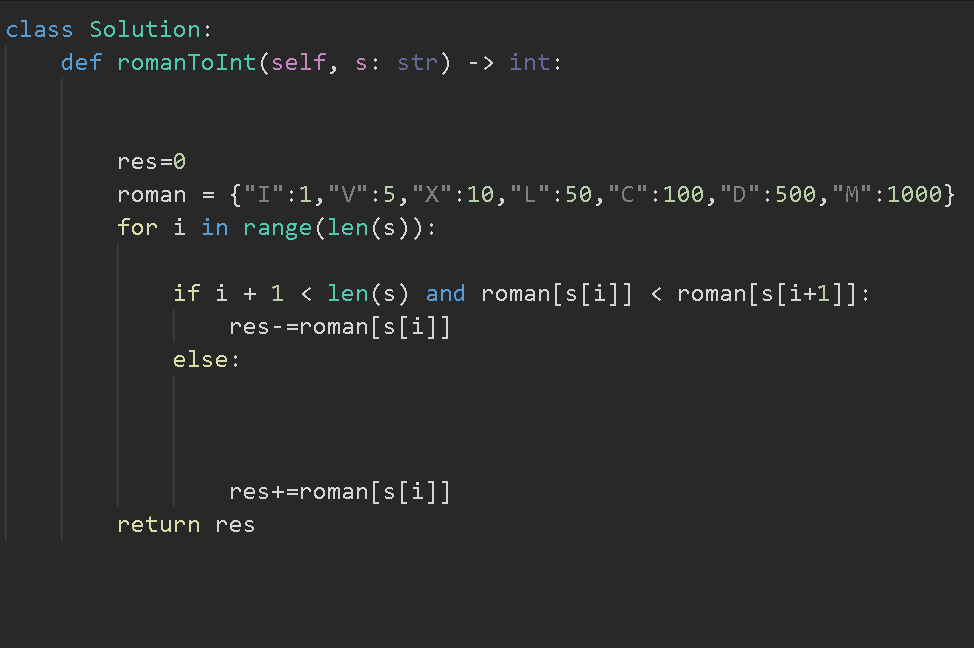 class Solution:
    def romanToInt(self, s: str) -> int:
        res=0
        roman = {"I":1,"V":5,"X":10,"L":50,"C":100,"D":500,"M":1000}
        for i in range(len(s)):
            if i + 1 < len(s) and roman[s[i]] < roman[s[i+1]]:
                res-=roman[s[i]]
            else:
                res+=roman[s[i]]
        return res